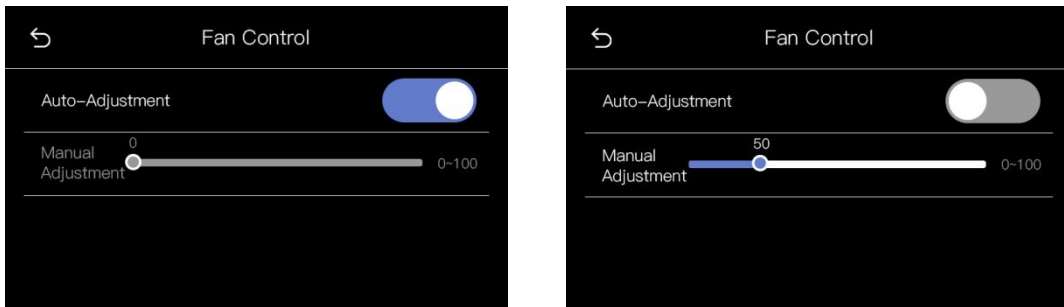 Fan Control
Auto-Adjustment
0
Manual
Adjustment
0~100
Fan Control
Auto-Adjustment
50
Manual
Adjustment
0~100